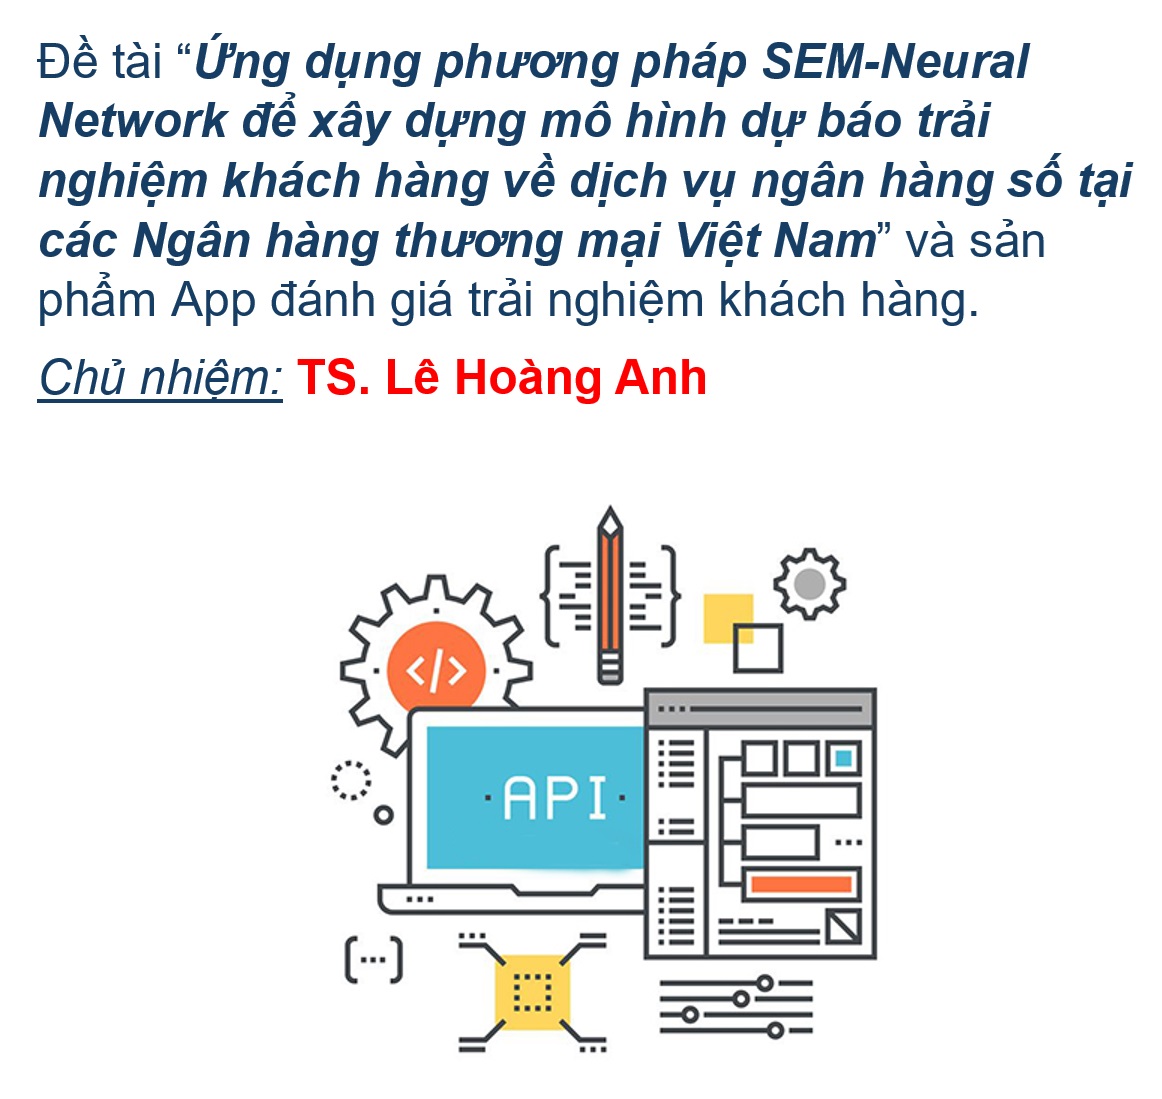 Đề tài “Ứng dụng phương pháp SEM-Neural
Network để xây dựng mô hình dự báo trải
nghiệm khách hàng về dịch vụ ngân hàng số tại
các Ngân hàng thương mại Việt Nam” và sản
phẩm App đánh giá trải nghiệm khách hàng.
Chủ nhiệm: TS. Lê Hoàng Anh
</>
· API ·